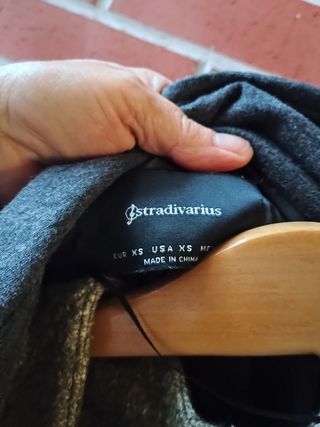 stradivarius
EUR XS USA XS
MADE IN CHINA